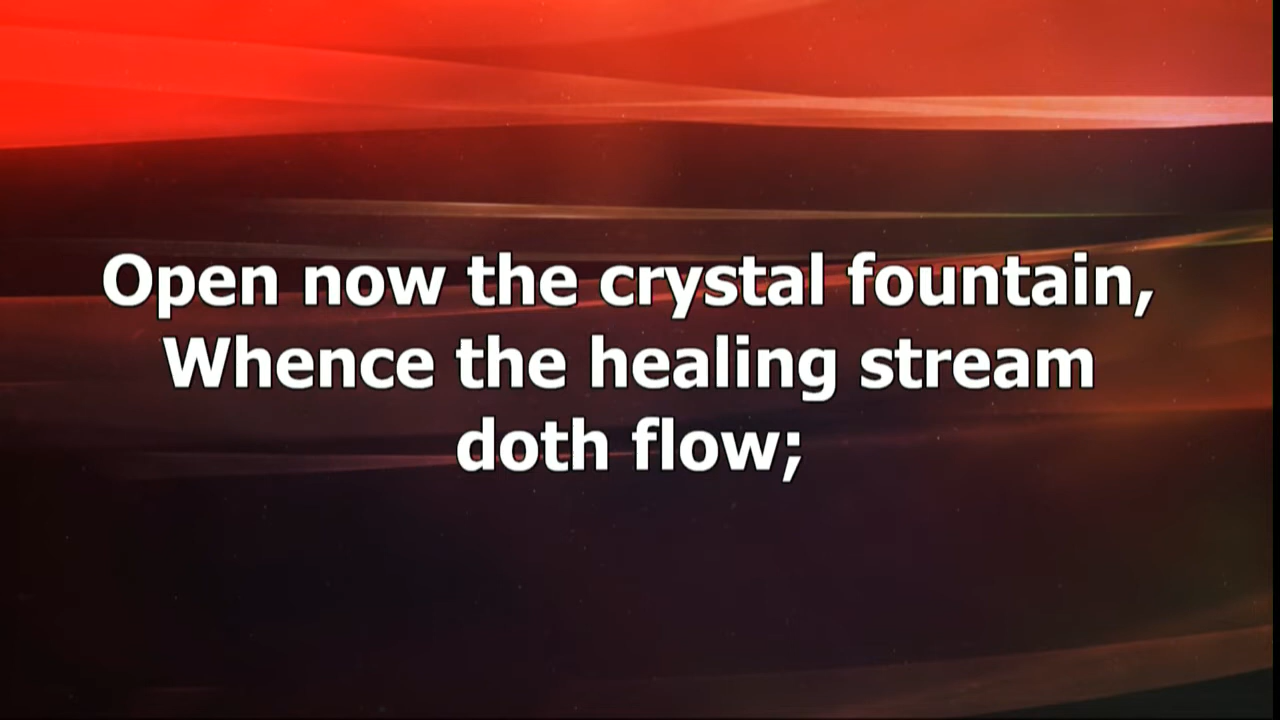 Open now the crystal fountain,
Whence the healing stream
doth flow;